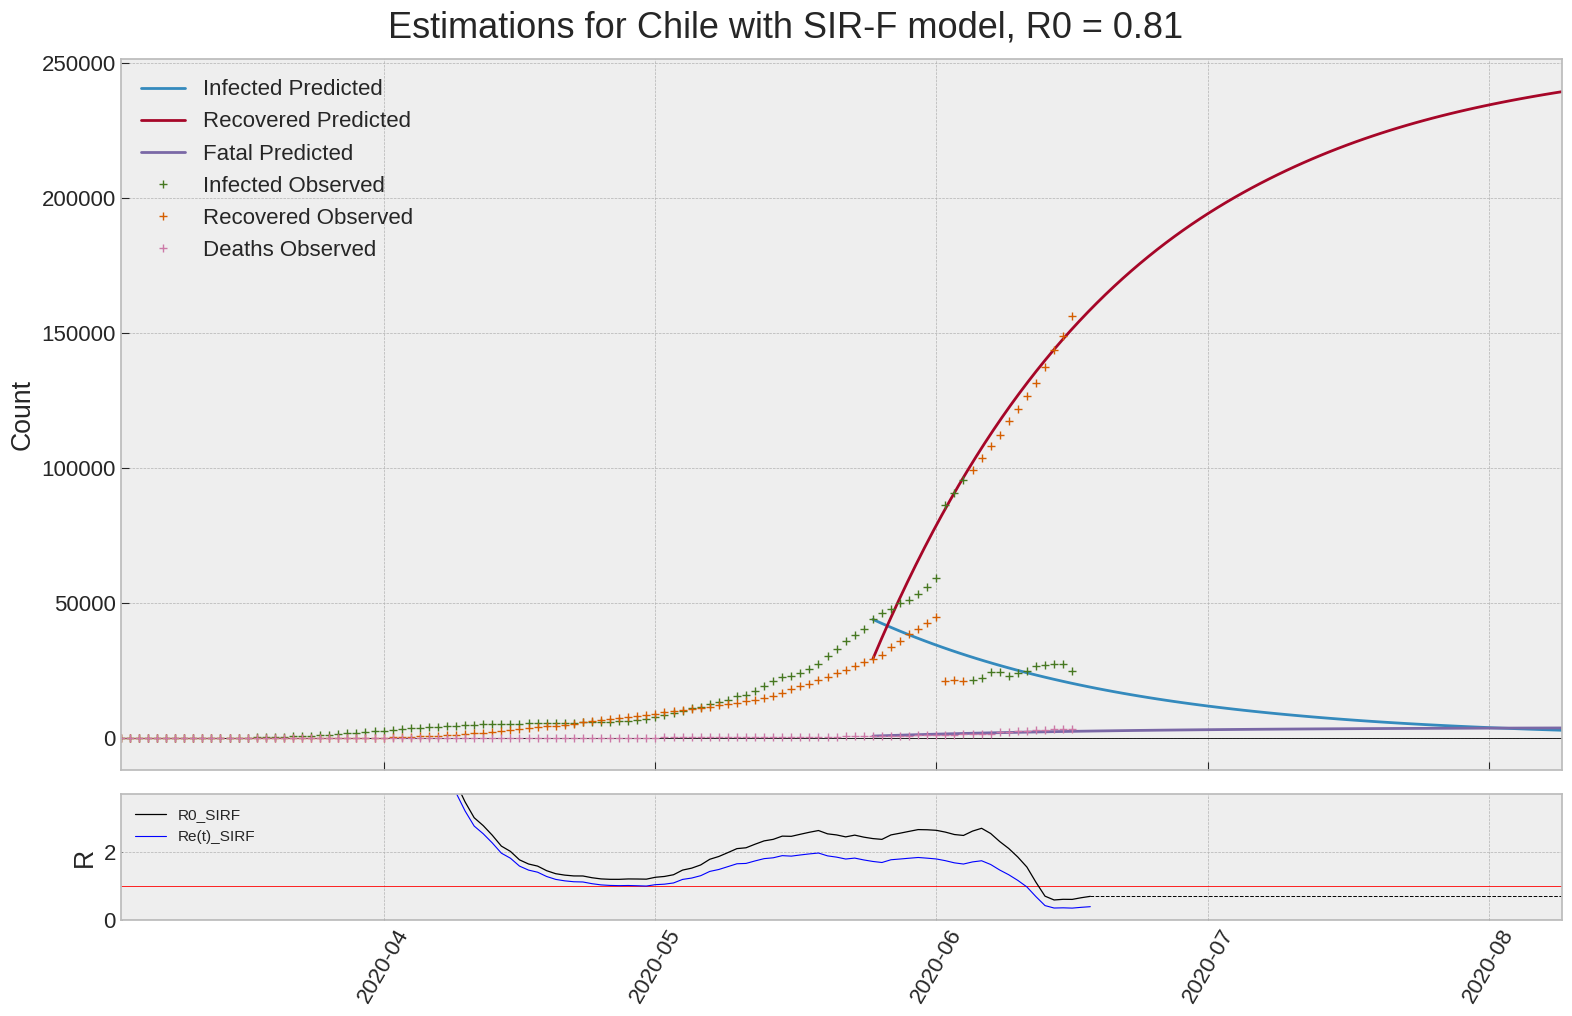 Estimations for Chile with SIR-F model, R0 = 0.81
250000
200000
150000
100000
50000
0
Count
Infected Predicted
Recovered Predicted
Fatal Predicted
Infected Observed
Recovered Observed
Deaths Observed
R0_SIRF
Re(t)_SIRF
2
0
R
2020-04
2020-05
2020-06
2020-07
2020-08